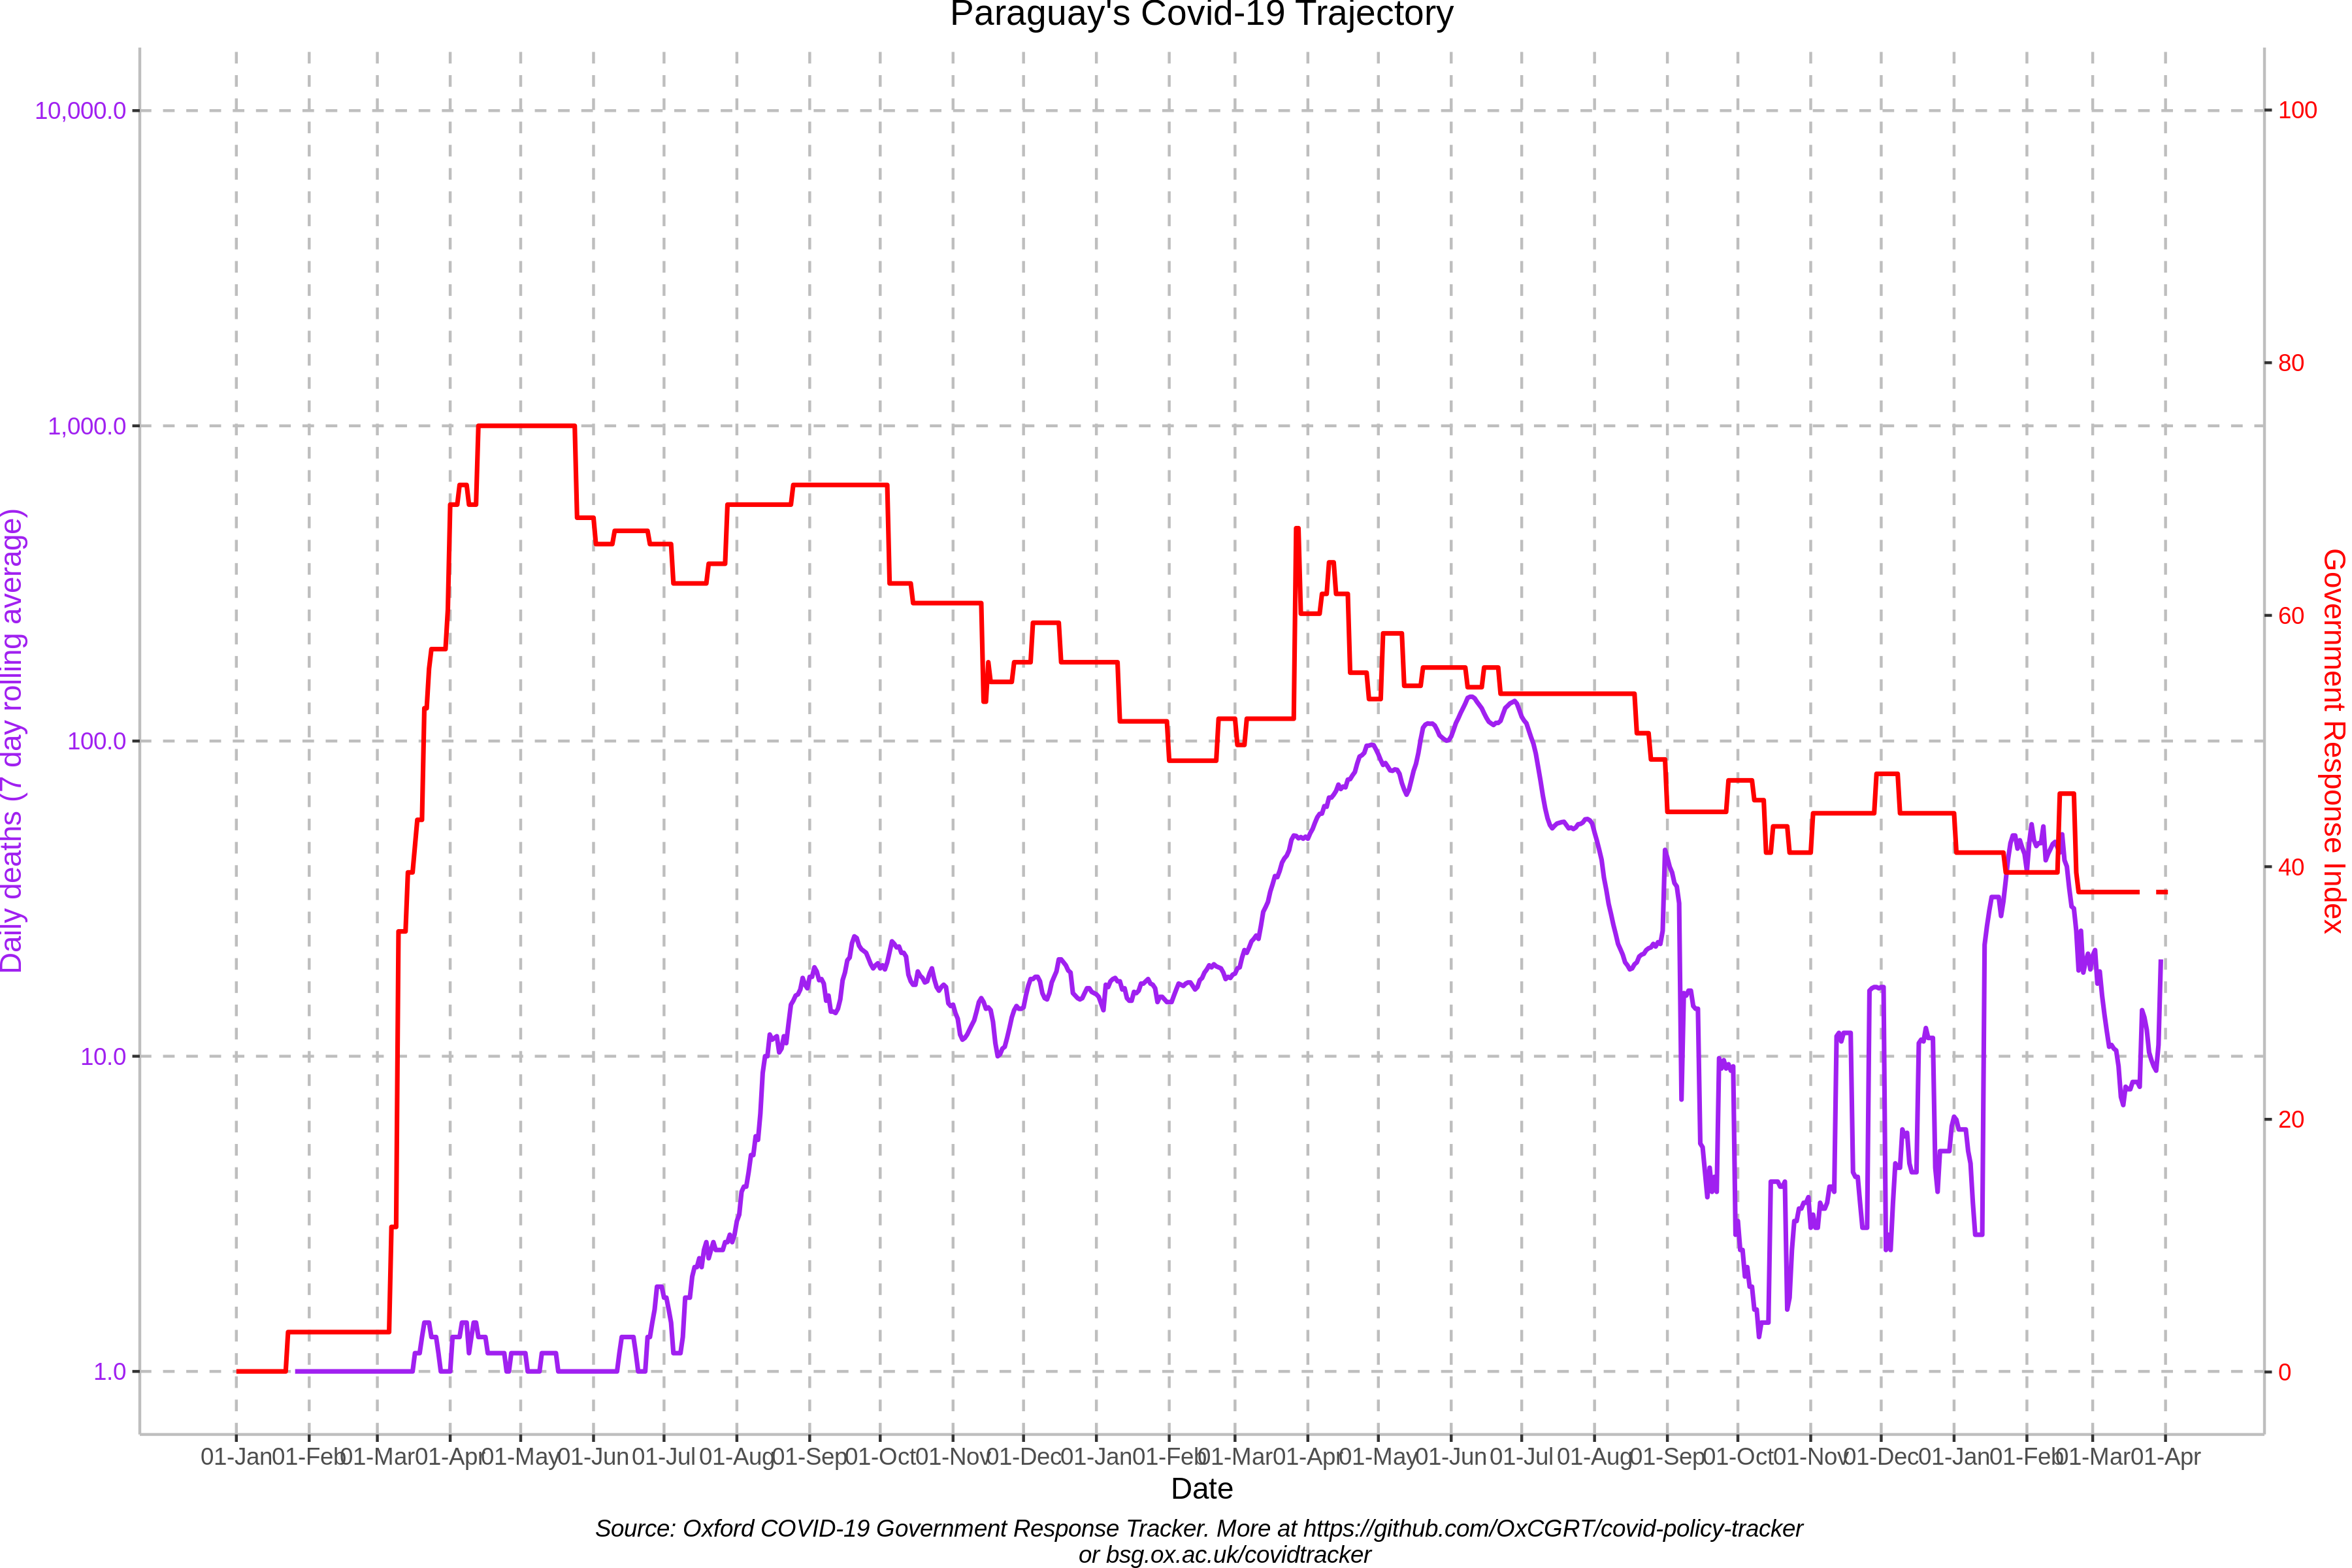 Paraguay's Covid-19 Trajectory
10,000.0
1,000.0
100.0
10.0
1.0
Daily deaths (7 day rolling average)
100
80
60
40
20
0
Government Response Index
01-Jan 01-Feb 01-Mar 01-Apr 01-May 01-Jun 01-Jul 01-Aug 01-Sep 01-Oct 01-Nov 01-Dec 01-Jan 01-Feb 01-Mar 01-Apr 01-May 01-Jun 01-Jul 01-Aug 01-Sep 01-Oct 01-Nov 01-Dec 01-Jan 01-Feb 01-Mar 01-Apr
Date
Source: Oxford COVID-19 Government Response Tracker. More at https://github.com/OxCGRT/covid-policy-tracker
or bsg.ox.ac.uk/covidtracker